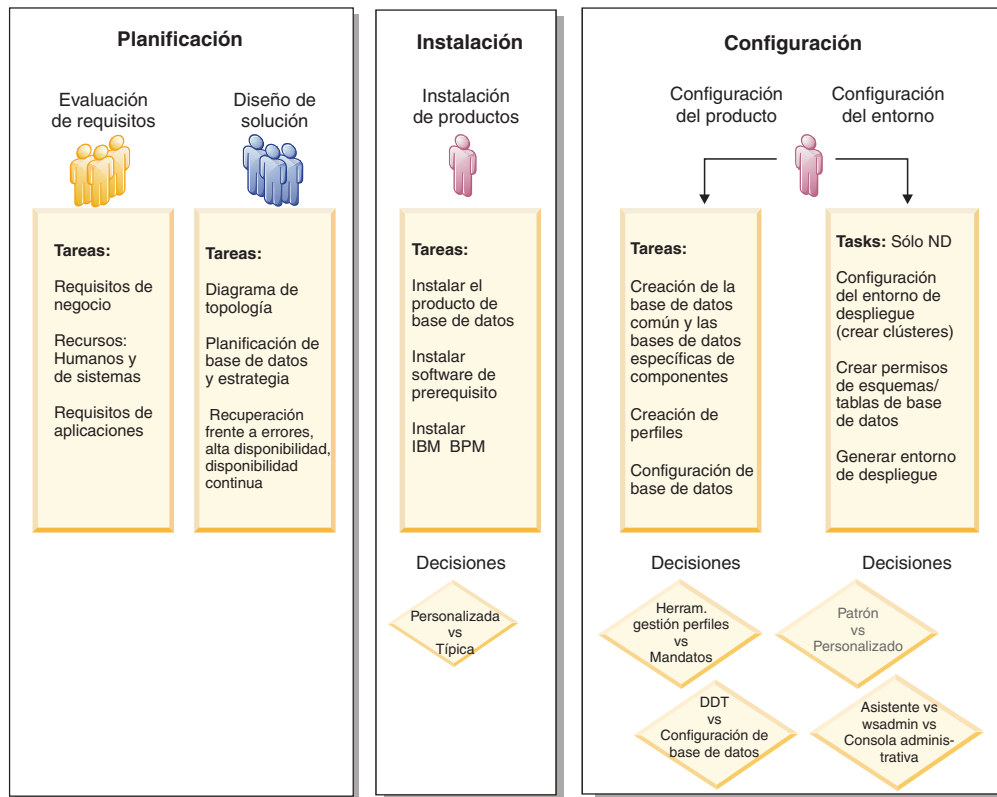 Planificación
Evaluación
de requisitos
Diseño de
solución
Tareas:
Requisitos de
negocio
Recursos:
Humanos y
de sistemas
Requisitos de
aplicaciones
Tareas:
Diagrama de
topología
Planificación de
base de datos
y estrategia
Recuperación
frente a errores,
alta disponibilidad,
disponibilidad
continua
Instalación
Instalación
de productos
Tareas:
Instalar el
producto de
base de datos
Instalar
software de
prerequisito
Instalar
IBM BPM
Decisiones
Personalizada
vs
Típica
Configuración
Configuración
del producto
Configuración
del entorno
Tareas:
Creación de la
base de datos
común y las
bases de datos
específicas de
componentes
Creación de
perfiles
Configuración de
base de datos
Decisiones
Herram.
gestión perfiles
vs
Mandatos
DDT
vs
Configuración de
base de datos
Tasks: Sólo ND
Configuración
del entorno de
despliegue
(crear clústeres)
Crear permisos
de esquemas/
tablas de base
de datos
Generar entorno
de despliegue
Decisiones
Patrón
vs
Personalizado
Asistente vs
wsadmin vs
Consola adminis-
trativa